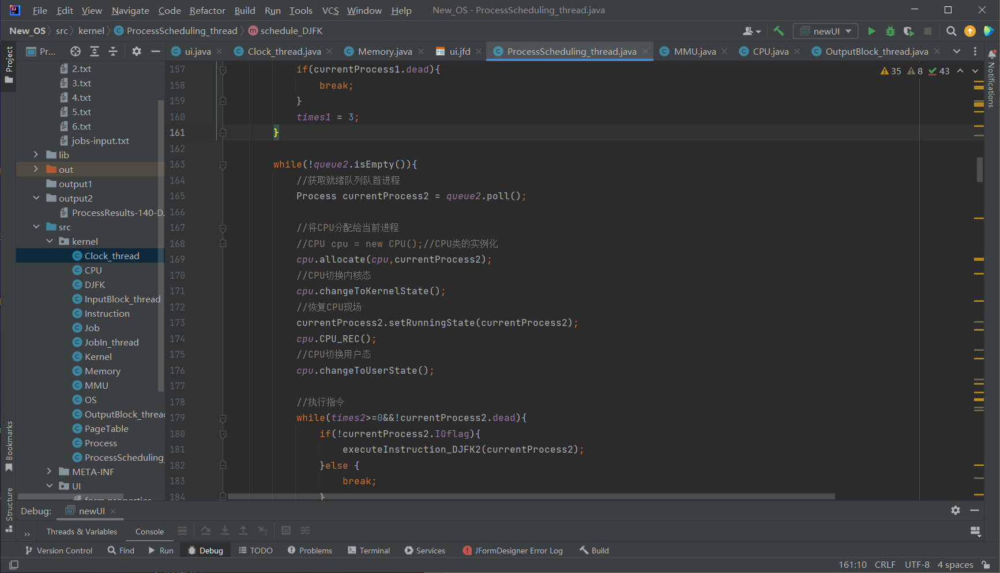 File Edit View Navigate Code Refactor Build Run Tools VCS Window Help New_OS - ProcessScheduling_thread.java
New_OS src kernel ProcessScheduling_thread schedule_DJFK newUI
Project
Pr...
ui.java Clock_thread.java Memory.java ui.jfd ProcessScheduling_thread.java MMU.java CPU.java OutputBlock_thread.java
Notifications
35 8 43
2.txt
3.txt
4.txt
5.txt
6.txt
jobs-input.txt
lib
out
output1
output2
ProcessResults-140-DJ
src
kernel
Clock_thread
CPU
DJFK
InputBlock_thread
Instruction
Job
JobIn_thread
Kernel
Memory
MMU
OS
OutputBlock_threa
PageTable
Process
ProcessScheduling_
META-INF
UI
form.properties
157 if(currentProcess1.dead){
158 break;
159 }
160 times1 = 3;
161 }
162
163 while(!queue2.isEmpty()){
164 //获取就绪队列队首进程
165 Process currentProcess2 = queue2.poll();
166
167 //将CPU分配给当前进程
168 //CPU cpu = new CPU();//CPU类的实例化
169 cpu.allocate(cpu,currentProcess2);
170 //CPU切换内核态
171 cpu.changeToKernelState();
172 //恢复CPU现场
173 currentProcess2.setRunningState(currentProcess2);
174 cpu.CPU_REC();
175 //CPU切换用户态
176 cpu.changeToUserState();
177
178 //执行指令
179 while(times2>=0&&!currentProcess2.dead){
180 if(!currentProcess2.IOflag){
181 executeInstruction_DJFK2(currentProcess2);
182 }else {
183 break;
184 }
Bookmarks
Structure
Debug: newUI
Threads & Variables Console
Version Control Find Run Debug TODO Problems Terminal Services JFormDesigner Error Log Build
161:10 CRLF UTF-8 4 spaces